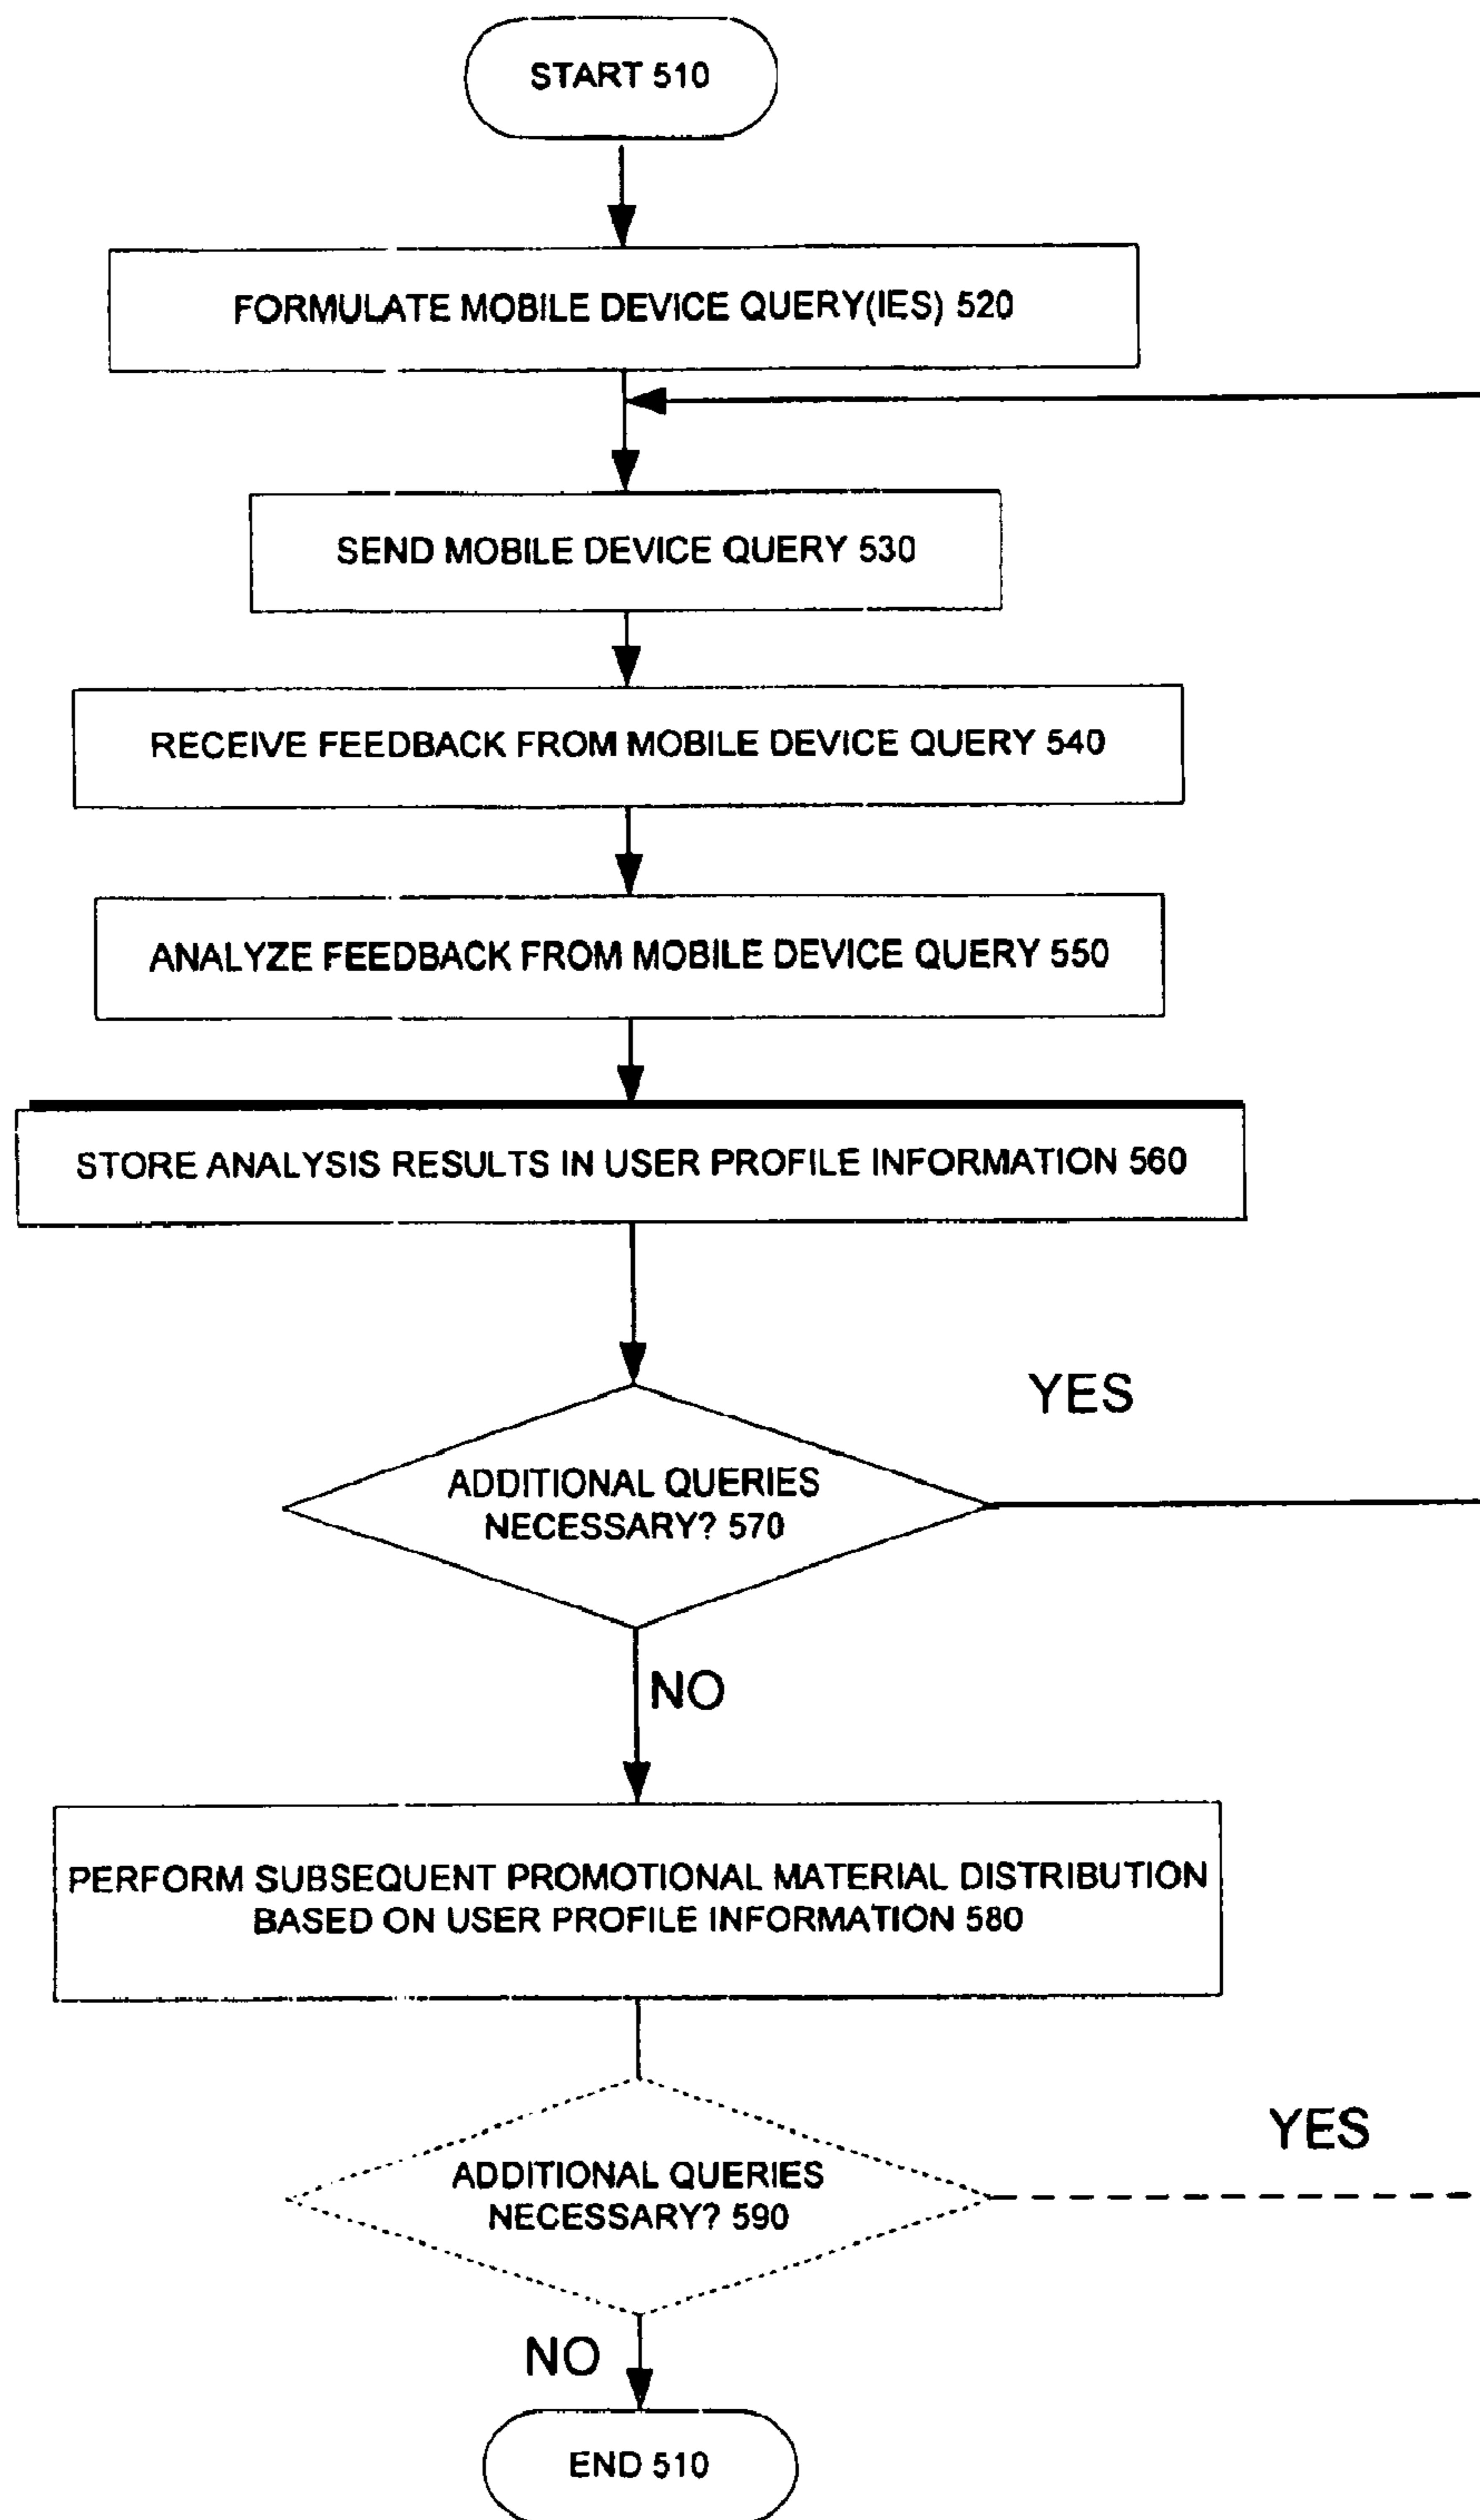 START 510
FORMULATE MOBILE DEVICE QUERY(IES) 520
SEND MOBILE DEVICE QUERY 530
RECEIVE FEEDBACK FROM MOBILE DEVICE QUERY 540
ANALYZE FEEDBACK FROM MOBILE DEVICE QUERY 550
STORE ANALYSIS RESULTS IN USER PROFILE INFORMATION 560
YES
ADDITIONAL QUERIES
NECESSARY? 570
NO
PERFORM SUBSEQUENT PROMOTIONAL MATERIAL DISTRIBUTION
BASED ON USER PROFILE INFORMATION 580
YES
ADDITIONAL QUERIES
NECESSARY? 590
NO
END 510